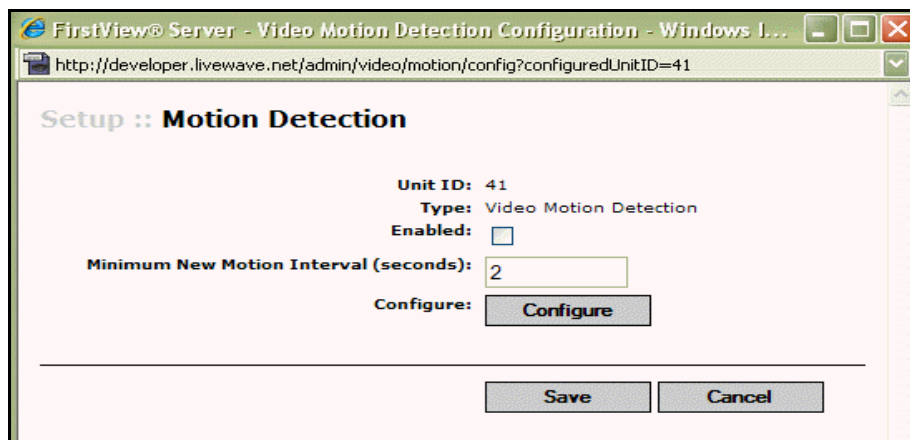 FirstView® Server - Video Motion Detection Configuration - Windows I...
http://developer.livewave.net/admin/video/motion/config?configuredUnitID=41
Setup :: Motion Detection
Unit ID: 41
Type: Video Motion Detection
Enabled:
Minimum New Motion Interval (seconds): 2
Configure: Configure
Save Cancel